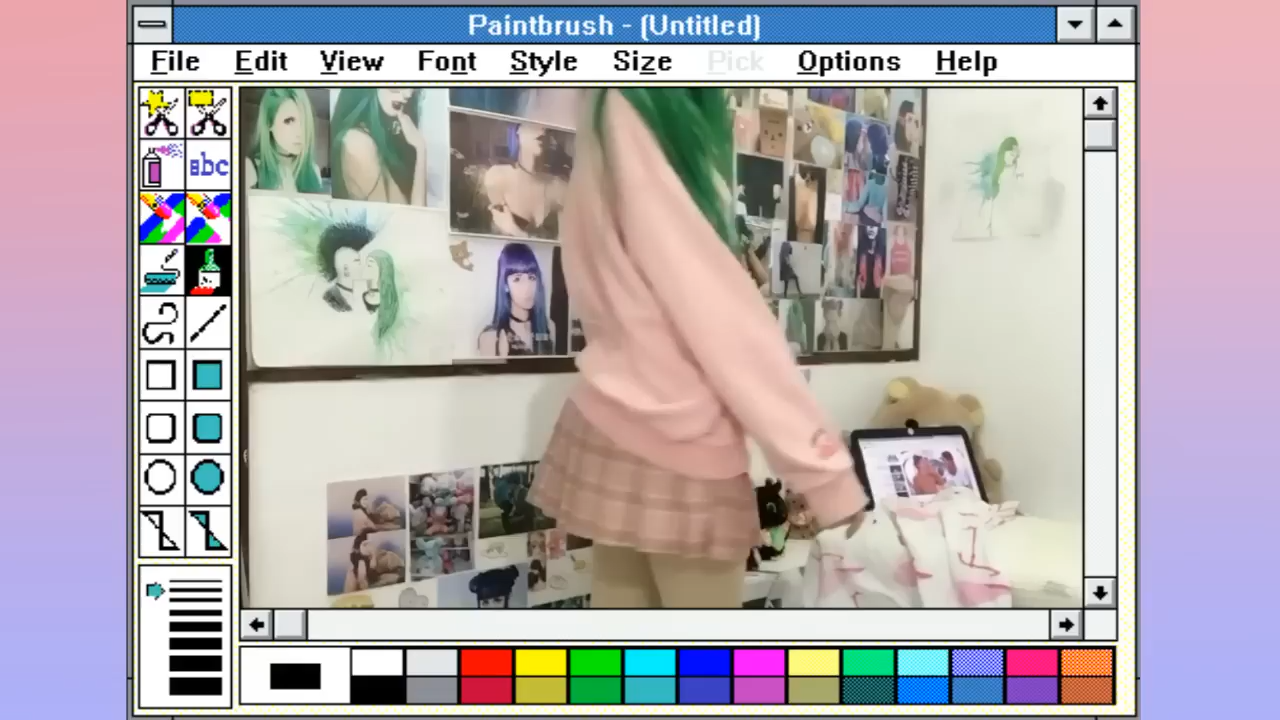 Paintbrush - (Untitled)
File Edit View Font Style Size Pick Options Help
abc